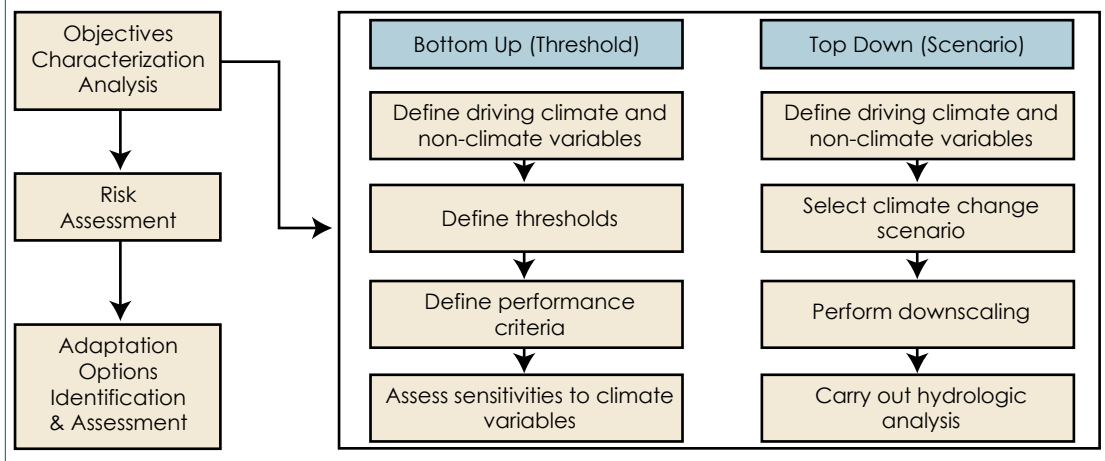 Objectives
Characterization
Analysis
Risk
Assessment
Adaptation
Options
Identification
& Assessment
Bottom Up (Threshold)
Define driving climate and
non-climate variables
Define thresholds
Define performance
criteria
Assess sensitivities to climate
variables
Top Down (Scenario)
Define driving climate and
non-climate variables
Select climate change
scenario
Perform downscaling
Carry out hydrologic
analysis